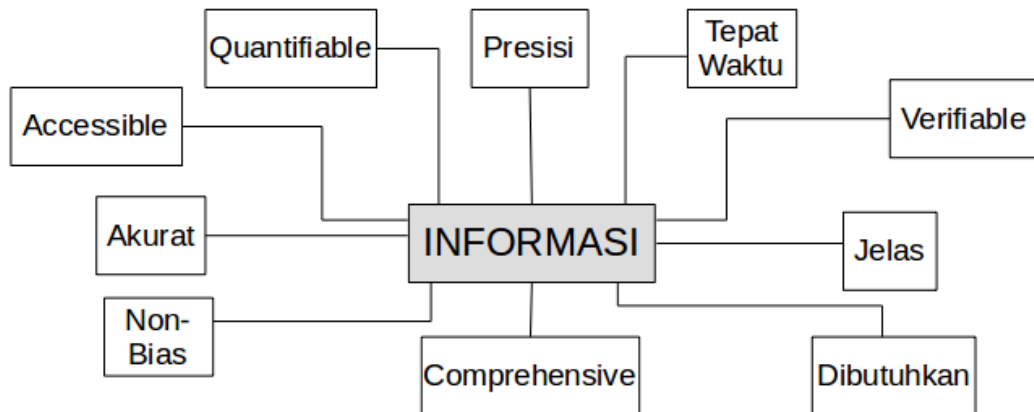 Quantifiable
Presisi
Tepat
Waktu
Accessible
Verifiable
Akurat
INFORMASI
Jelas
Non-
Bias
Comprehensive
Dibutuhkan